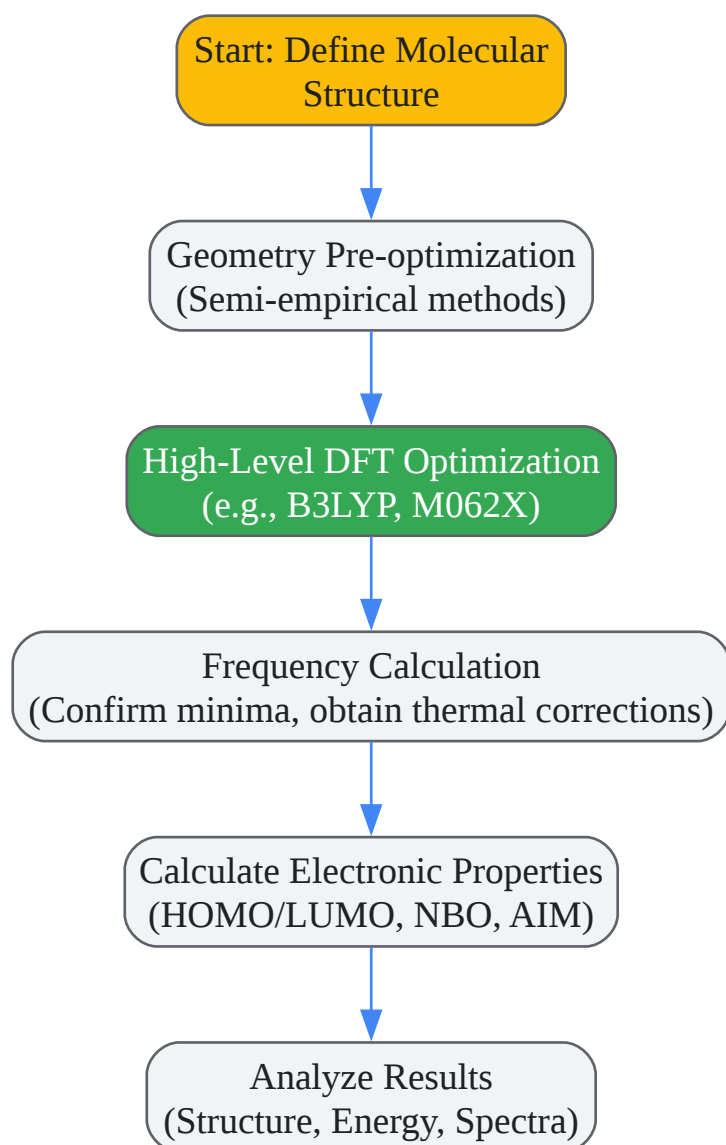 Start: Define Molecular
Structure
Geometry Pre-optimization
(Semi-empirical methods)
High-Level DFT Optimization
(e.g., B3LYP, M062X)
Frequency Calculation
(Confirm minima, obtain thermal corrections)
Calculate Electronic Properties
(HOMO/LUMO, NBO, AIM)
Analyze Results
(Structure, Energy, Spectra)